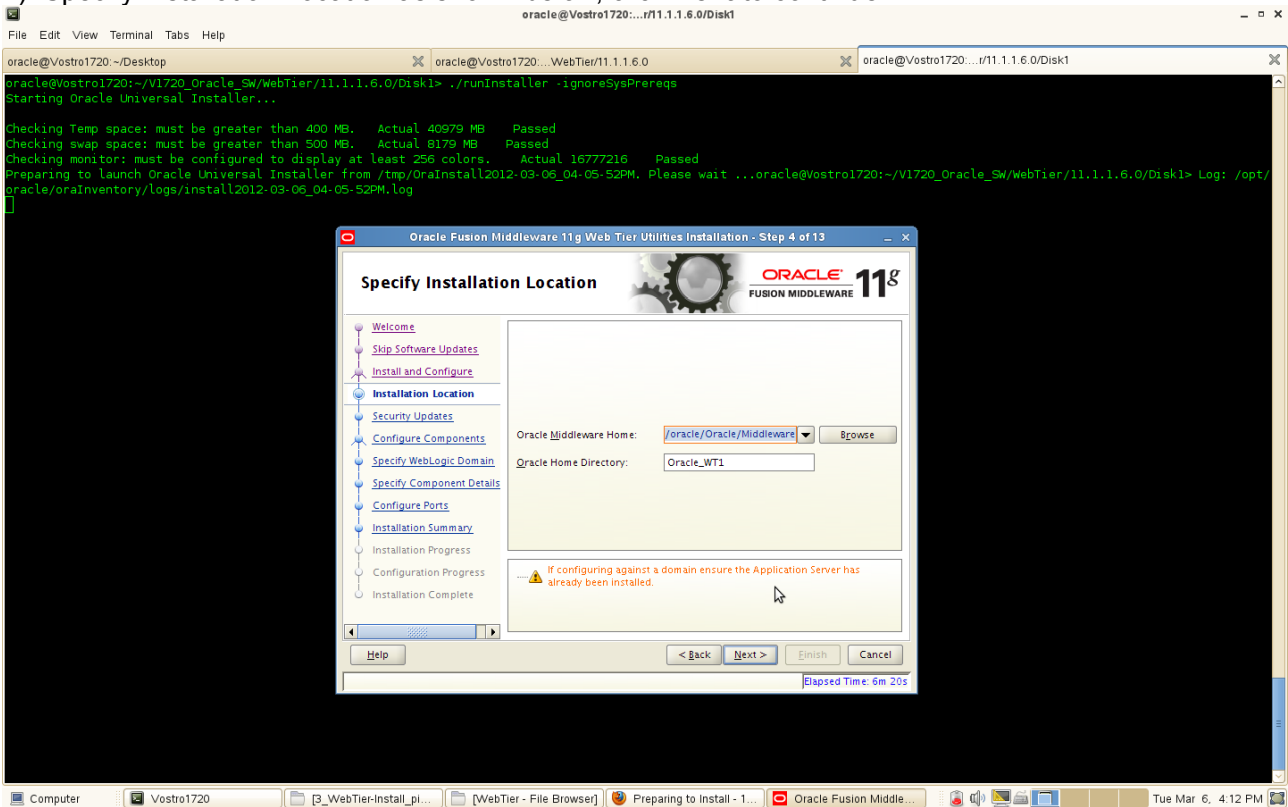 oracle@Vostro1720:...r/11.1.1.6.0/Disk1
File Edit View Terminal Tabs Help
oracle@Vostro1720:~/Desktop
oracle@Vostro1720:...WebTier/11.1.1.6.0
oracle@Vostro1720:...r/11.1.1.6.0/Disk1
oracle@Vostro1720:~/V1720_Oracle_SW/WebTier/11.1.1.6.0/Disk1> ./runInstaller -ignoreSysPrereqs
Starting Oracle Universal Installer...
Checking Temp space: must be greater than 400 MB. Actual 40979 MB Passed
Checking swap space: must be greater than 500 MB. Actual 8179 MB Passed
Checking monitor: must be configured to display at least 256 colors. Actual 16777216 Passed
Preparing to launch Oracle Universal Installer from /tmp/OraInstall2012-03-06_04-05-52PM. Please wait ...oracle@Vostro1720:~/V1720_Oracle_SW/WebTier/11.1.1.6.0/Disk1> Log: /opt/
oracle/oraInventory/logs/install2012-03-06_04-05-52PM.log
Oracle Fusion Middleware 11g Web Tier Utilities Installation - Step 4 of 13
Specify Installation Location
ORACLE 11g
FUSION MIDDLEWARE
Welcome
Skip Software Updates
Install and Configure
Installation Location
Security Updates
Configure Components
Specify WebLogic Domain
Specify Component Details
Configure Ports
Installation Summary
Installation Progress
Configuration Progress
Installation Complete
Oracle Middleware Home: /oracle/Oracle/Middleware Browse
Oracle Home Directory: Oracle_WT1
If configuring against a domain ensure the Application Server has
already been installed.
Help
< Back
Next >
Finish
Cancel
Elapsed Time: 6m 20s
Computer
Vostro1720
[3_WebTier-Install_pi...
[WebTier - File Browser]
Preparing to Install - 1...
Oracle Fusion Middle...
Tue Mar 6, 4:12 PM